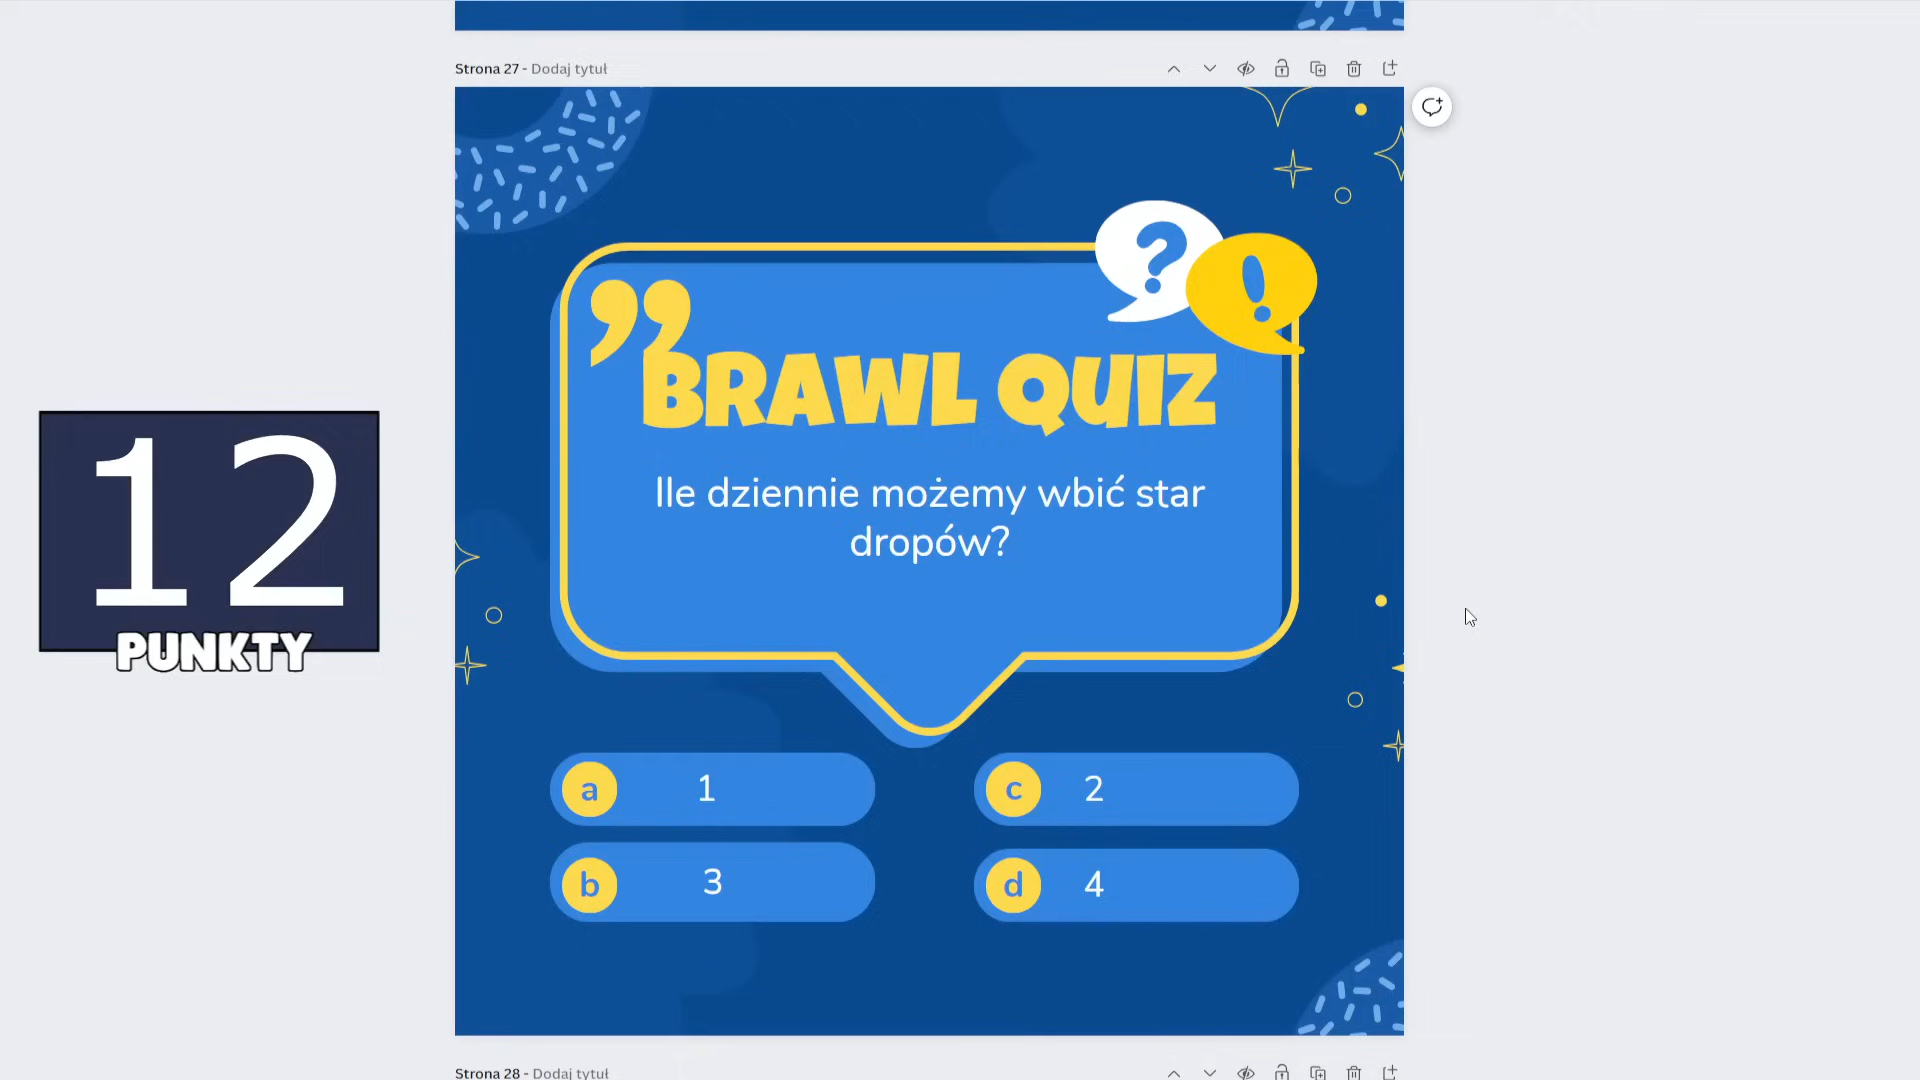 Strona 27 - Dodaj tytuł
BRAWL QUIZ
Ile dziennie możemy wbić star
dropów?
12
PUNKTY
a 1
c 2
b 3
d 4
Strona 28 - Dodaj tytuł